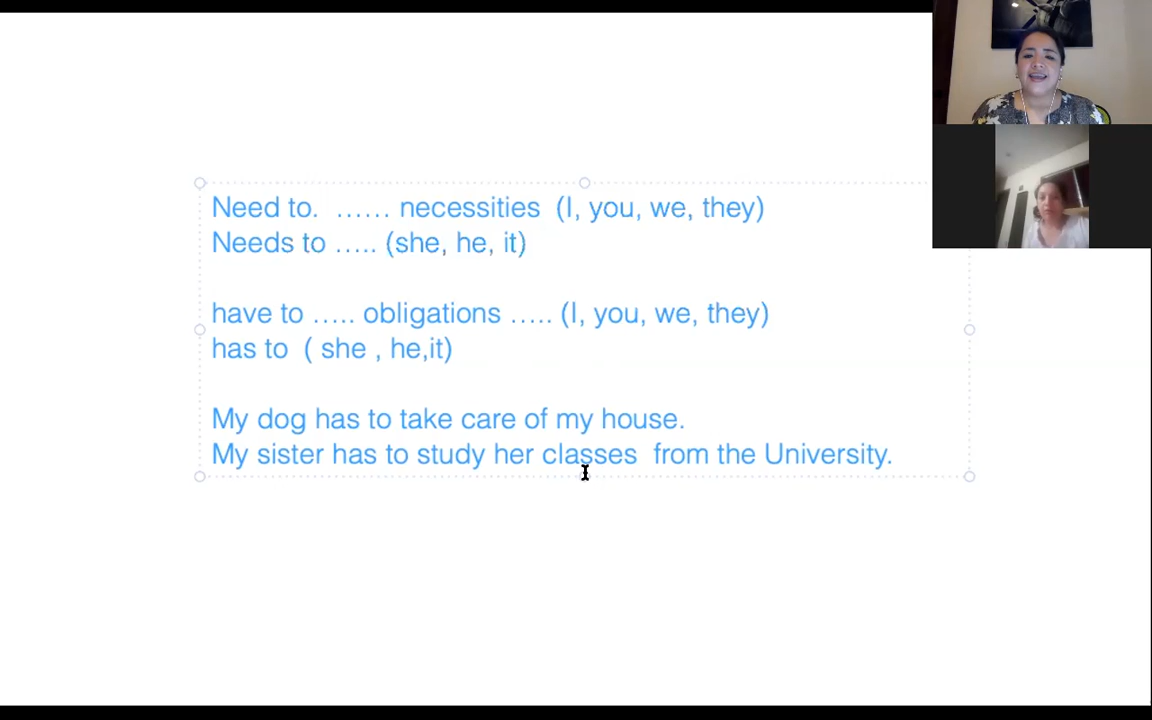 Need to. …… necessities (I, you, we, they)
Needs to ….. (she, he, it)
have to ….. obligations ….. (I, you, we, they)
has to ( she , he,it)
My dog has to take care of my house.
My sister has to study her classes from the University.